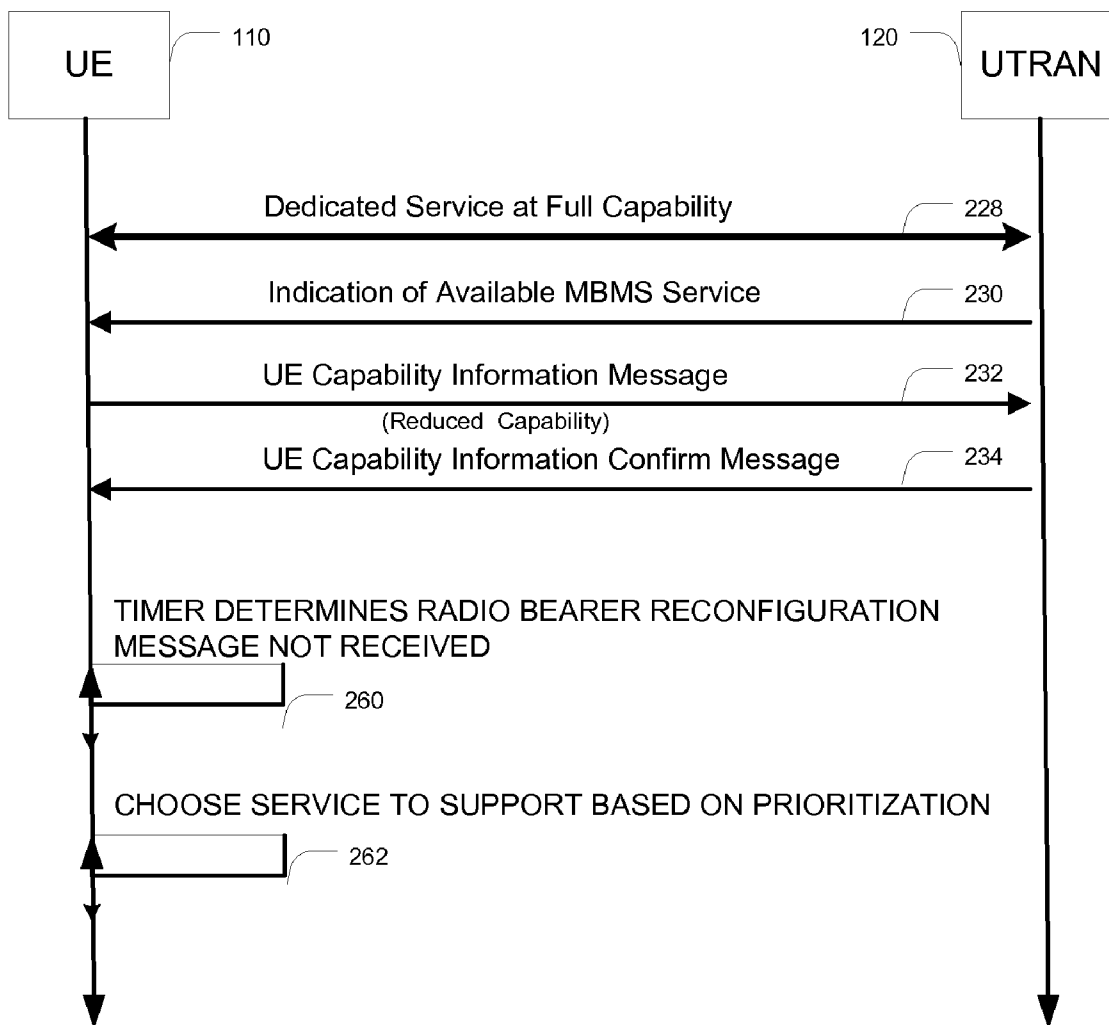 UE
110
120
UTRAN
Dedicated Service at Full Capability
228
Indication of Available MBMS Service
230
UE Capability Information Message
232
(Reduced Capability)
UE Capability Information Confirm Message
234
TIMER DETERMINES RADIO BEARER RECONFIGURATION
MESSAGE NOT RECEIVED
260
CHOOSE SERVICE TO SUPPORT BASED ON PRIORITIZATION
262